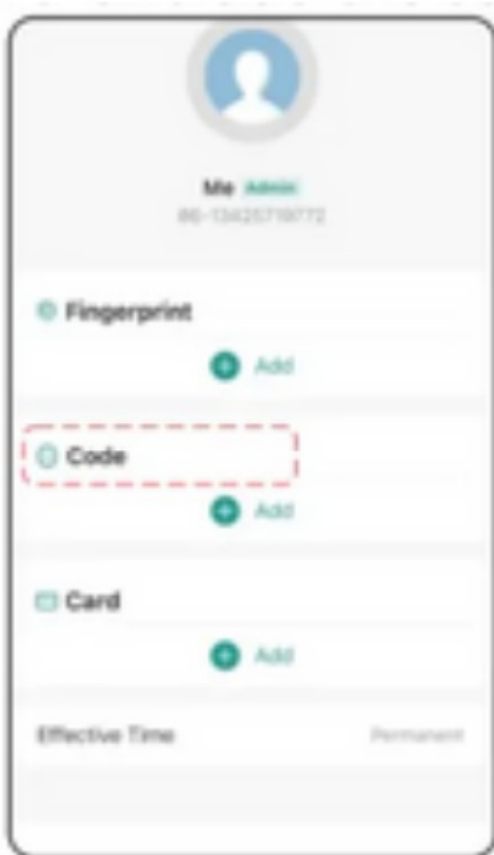 Me Admin
Fingerprint
Add
Code
Add
Card
Add
Effective Time Permanent